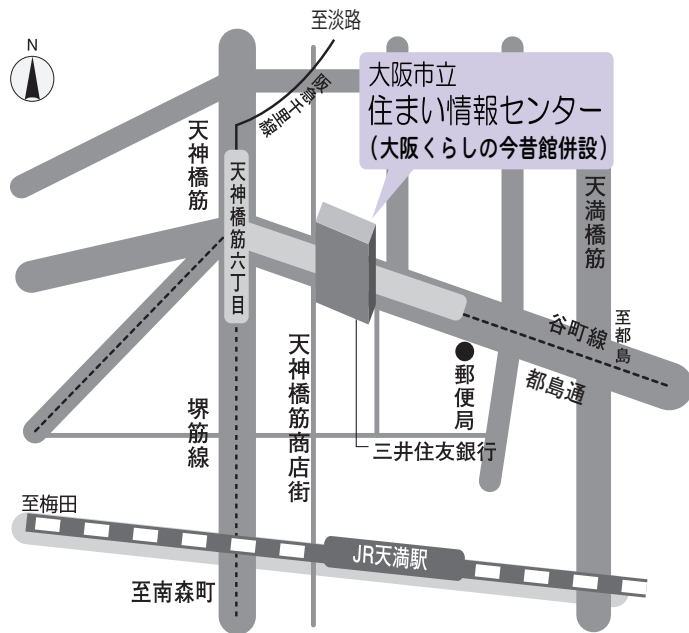 至淡路
N
阪急千里線
大阪市立
住まい情報センター
(大阪くらしの今昔館併設)
天神橋筋
天神橋筋六丁目
天満橋筋
谷町線
至都島
都島通
郵便局
天神橋筋商店街
堺筋線
三井住友銀行
至梅田
JR天満駅
至南森町